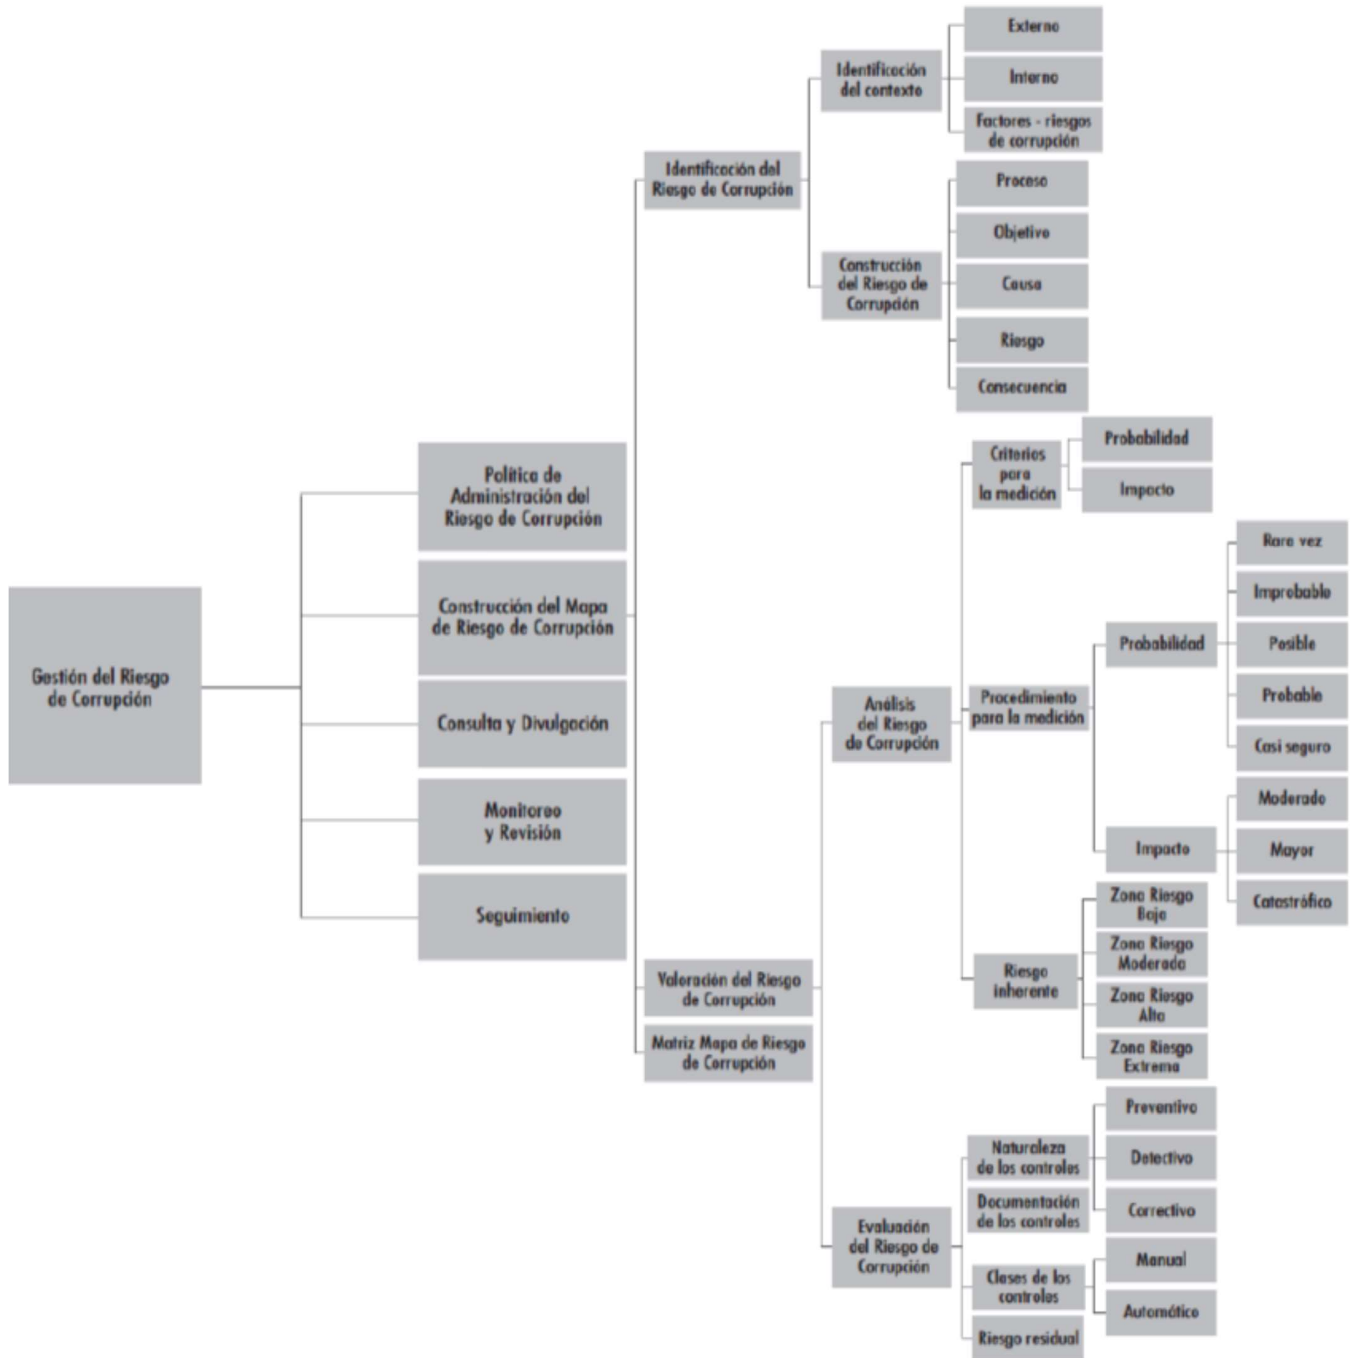 Gestión del Riesgo
de Corrupción
Política de
Administración del
Riesgo de Corrupción
Construcción del Mapa
de Riesgo de Corrupción
Consulta y Divulgación
Monitoreo
y Revisión
Seguimiento
Identificación del
Riesgo de Corrupción
Identificación
del contexto
Externo
Interno
Factores - riesgos
de corrupción
Construcción
del Riesgo de
Corrupción
Proceso
Objetivo
Causa
Riesgo
Consecuencia
Valoración del Riesgo
de Corrupción
Análisis
del Riesgo
de Corrupción
Criterios
para
la medición
Probabilidad
Impacto
Procedimiento
para la medición
Probabilidad
Rara vez
Improbable
Posible
Probable
Casi seguro
Impacto
Moderado
Mayor
Catastrófico
Riesgo
inherente
Zona Riesgo
Baja
Zona Riesgo
Moderada
Zona Riesgo
Alta
Zona Riesgo
Extrema
Evaluación
del Riesgo de
Corrupción
Naturaleza
de los controles
Preventivo
Detectivo
Correctivo
Documentación
de los controles
Clases de los
controles
Manual
Automático
Riesgo residual
Matriz Mapa de Riesgo
de Corrupción